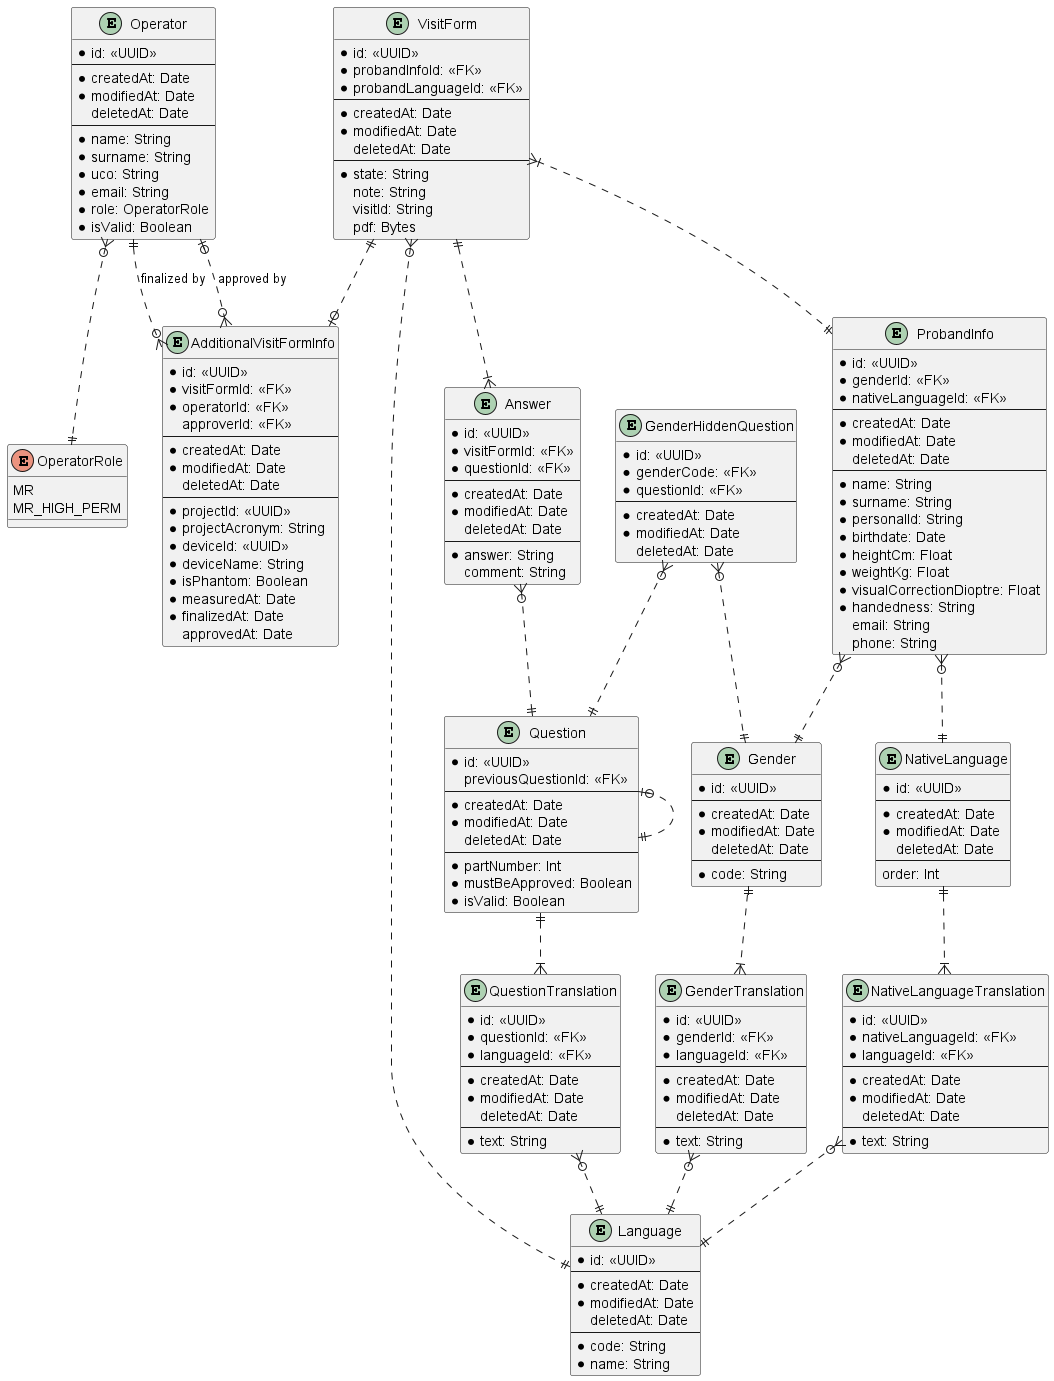 E Operator
id: «UUID»
createdAt: Date
modifiedAt: Date
deletedAt: Date
name: String
surname: String
uco: String
email: String
role: OperatorRole
isValid: Boolean
E VisitForm
id: «UUID»
probandInfoId: «FK»
probandLanguageId: «FK»
createdAt: Date
modifiedAt: Date
deletedAt: Date
state: String
note: String
visitId: String
pdf: Bytes
finalized by
approved by
E AdditionalVisitFormInfo
id: «UUID»
visitFormId: «FK»
operatorId: «FK»
approverId: «FK»
createdAt: Date
modifiedAt: Date
deletedAt: Date
projectId: «UUID»
projectAcronym: String
deviceId: «UUID»
deviceName: String
isPhantom: Boolean
measuredAt: Date
finalizedAt: Date
approvedAt: Date
E ProbandInfo
id: «UUID»
genderId: «FK»
nativeLanguageId: «FK»
createdAt: Date
modifiedAt: Date
deletedAt: Date
name: String
surname: String
personalId: String
birthdate: Date
heightCm: Float
weightKg: Float
visualCorrectionDioptre: Float
handedness: String
email: String
phone: String
E OperatorRole
MR
MR_HIGH_PERM
E Answer
id: «UUID»
visitFormId: «FK»
questionId: «FK»
createdAt: Date
modifiedAt: Date
deletedAt: Date
answer: String
comment: String
E GenderHiddenQuestion
id: «UUID»
genderCode: «FK»
questionId: «FK»
createdAt: Date
modifiedAt: Date
deletedAt: Date
E Question
id: «UUID»
previousQuestionId: «FK»
createdAt: Date
modifiedAt: Date
deletedAt: Date
partNumber: Int
mustBeApproved: Boolean
isValid: Boolean
E Gender
id: «UUID»
createdAt: Date
modifiedAt: Date
deletedAt: Date
code: String
E NativeLanguage
id: «UUID»
createdAt: Date
modifiedAt: Date
deletedAt: Date
order: Int
E QuestionTranslation
id: «UUID»
questionId: «FK»
languageId: «FK»
createdAt: Date
modifiedAt: Date
deletedAt: Date
text: String
E GenderTranslation
id: «UUID»
genderId: «FK»
languageId: «FK»
createdAt: Date
modifiedAt: Date
deletedAt: Date
text: String
E NativeLanguageTranslation
id: «UUID»
nativeLanguageId: «FK»
languageId: «FK»
createdAt: Date
modifiedAt: Date
deletedAt: Date
text: String
E Language
id: «UUID»
createdAt: Date
modifiedAt: Date
deletedAt: Date
code: String
name: String